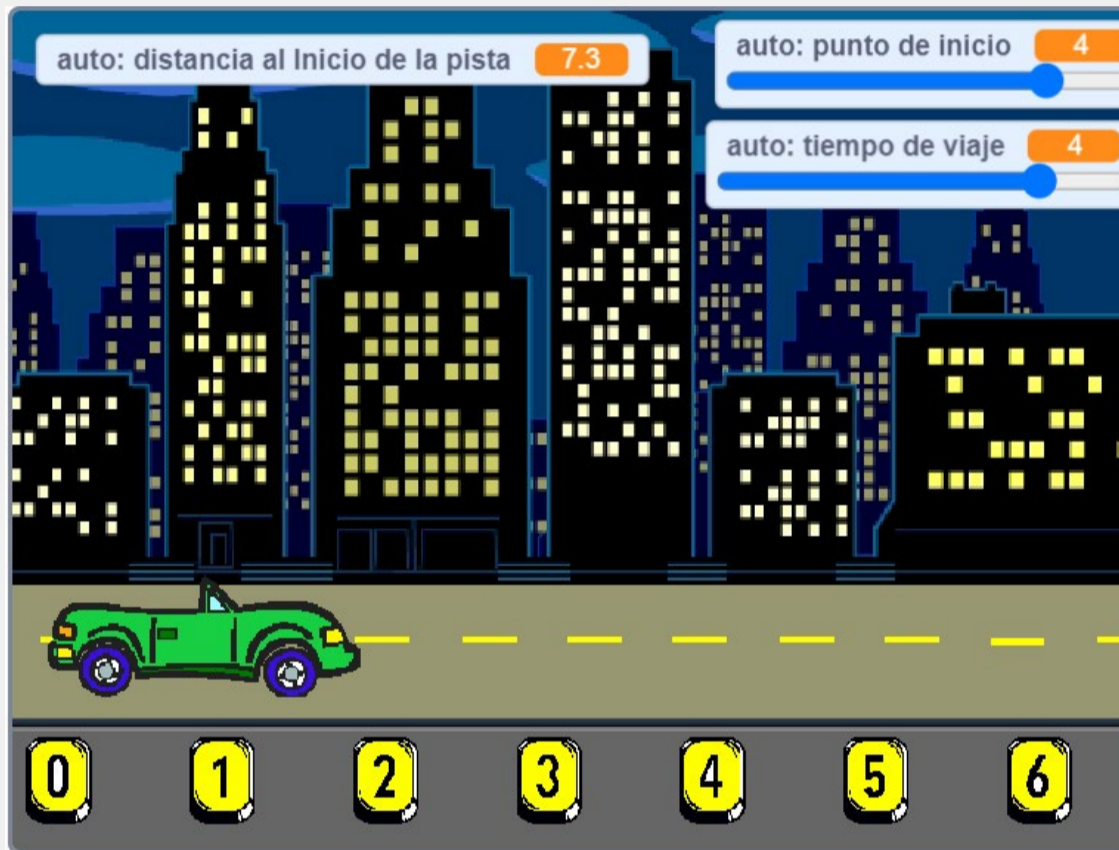 auto: distancia al Inicio de la pista 7.3
auto: punto de inicio 4
auto: tiempo de viaje 4
0 1 2 3 4 5 6